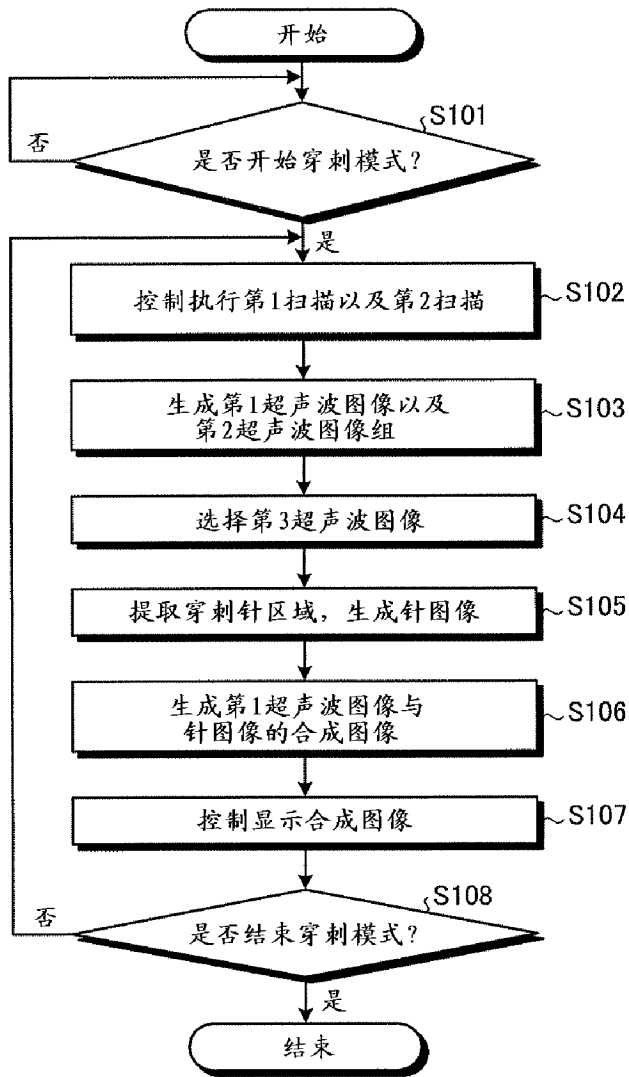 开始
S101
否
是否开始穿刺模式?
是
控制执行第1扫描以及第2扫描
S102
生成第1超声波图像以及
第2超声波图像组
S103
选择第3超声波图像
S104
提取穿刺针区域，生成针图像
S105
生成第1超声波图像与
针图像的合成图像
S106
控制显示合成图像
S107
S108
否
是否结束穿刺模式?
是
结束